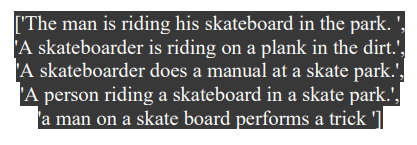 ['The man is riding his skateboard in the park. ',
'A skateboarder is riding on a plank in the dirt.',
'A skateboarder does a manual at a skate park.',
'A person riding a skateboard in a skate park.',
'a man on a skate board performs a trick ']